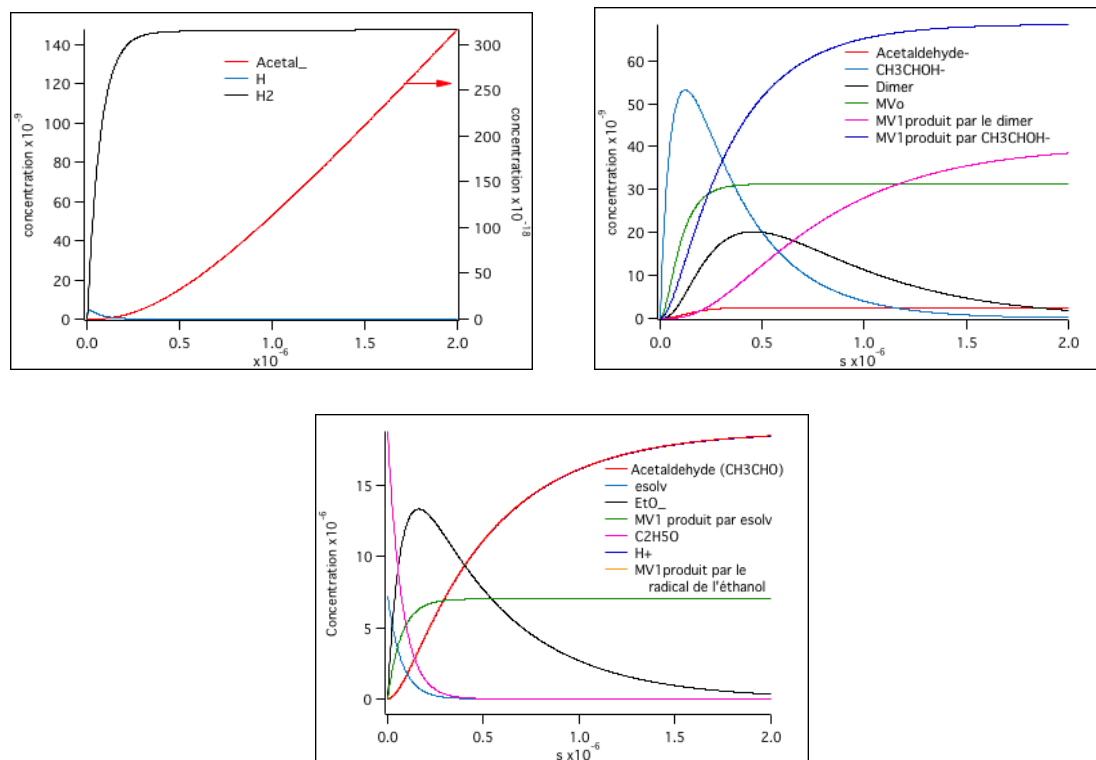 140
120
100
80
60
40
20
0
concentration x10-9
Acetal_
H
H2
300
250
200
150
100
50
0
concentration x10-18
0.0
0.5
1.0
1.5
2.0
x10-6
60
50
40
30
20
10
0
concentration x10-9
Acetaldehyde-
CH3CHOH-
Dimer
MVo
MV1produit par le dimer
MV1produit par CH3CHOH-
0.0
0.5
1.0
1.5
2.0
s x10-6
15
10
5
0
Concentration x10-6
Acetaldehyde (CH3CHO)
esolv
EtO_
MV1 produit par esolv
C2H5O
H+
MV1produit par le
radical de l'éthanol
0.0
0.5
1.0
1.5
2.0
s x10-6